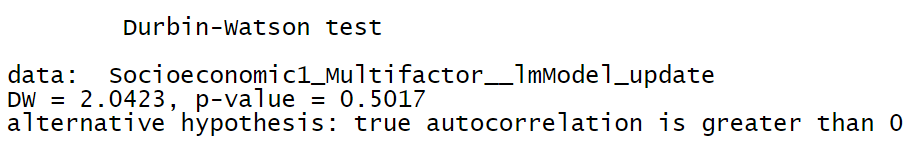 Durbin-Watson test
data:  Socioeconomic1_Multifactor__lmModel_update
DW = 2.0423, p-value = 0.5017
alternative hypothesis: true autocorrelation is greater than 0